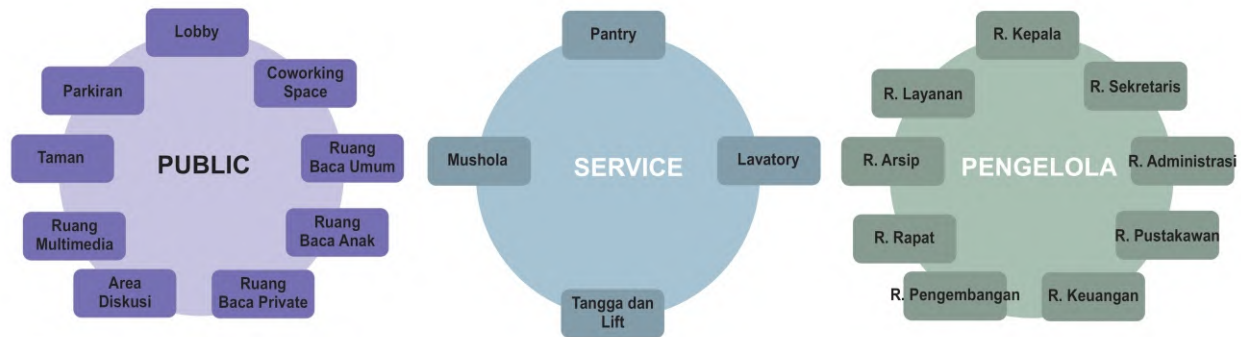 Lobby
Coworking
Space
Ruang
Baca Umum
Ruang
Baca Anak
Ruang
Baca Private
Area
Diskusi
Ruang
Multimedia
Taman
Parkiran
PUBLIC
Pantry
Lavatory
Tangga dan
Lift
Mushola
SERVICE
R. Kepala
R. Sekretaris
R. Administrasi
R. Pustakawan
R. Keuangan
R. Pengembangan
R. Rapat
R. Arsip
R. Layanan
PENGELOLA